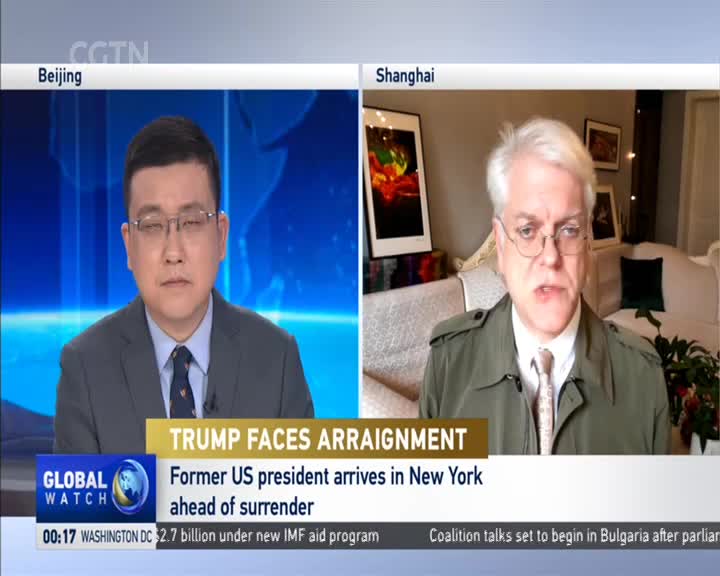 CGTN
Beijing
Shanghai
TRUMP FACES ARRAIGNMENT
Former US president arrives in New York
ahead of surrender
GLOBAL
WATCH
00:17 WASHINGTON DC
$2.7 billion under new IMF aid program Coalition talks set to begin in Bulgaria after